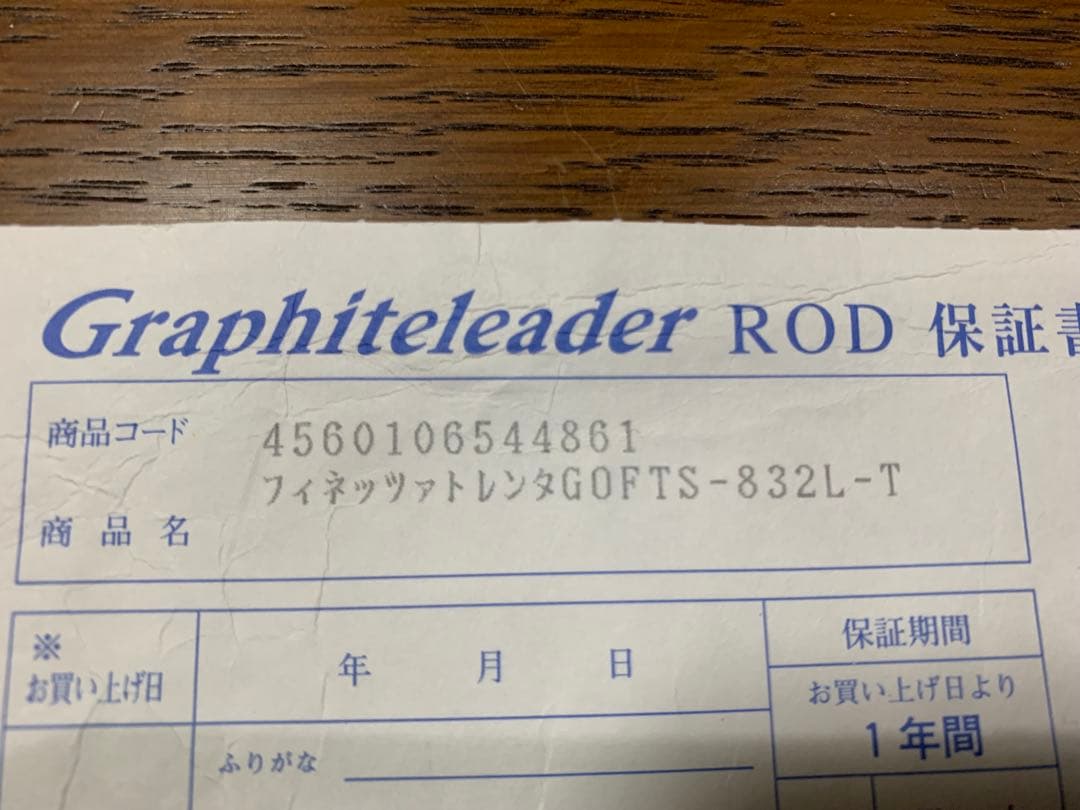 Graphiteleader ROD 保証書
商品コード 4560106544861
フィネッツァトレンタGOFTS-832L-T
商品名
※
お買い上げ日 年 月 日
保証期間
お買い上げ日より
1年間
ふりがな